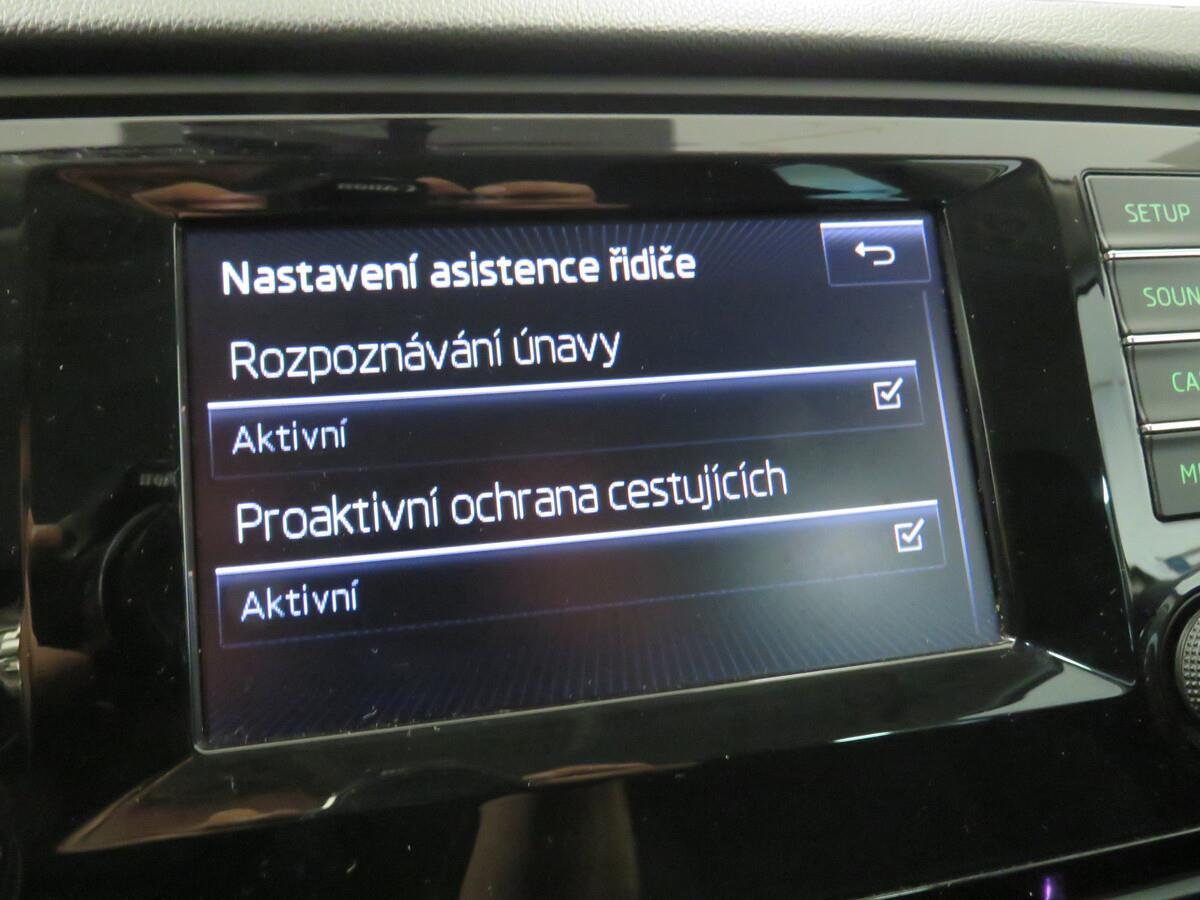 Nastavení asistence řidiče
Rozpoznávání únavy
Aktivní
Proaktivní ochrana cestujících
Aktivní
SETUP